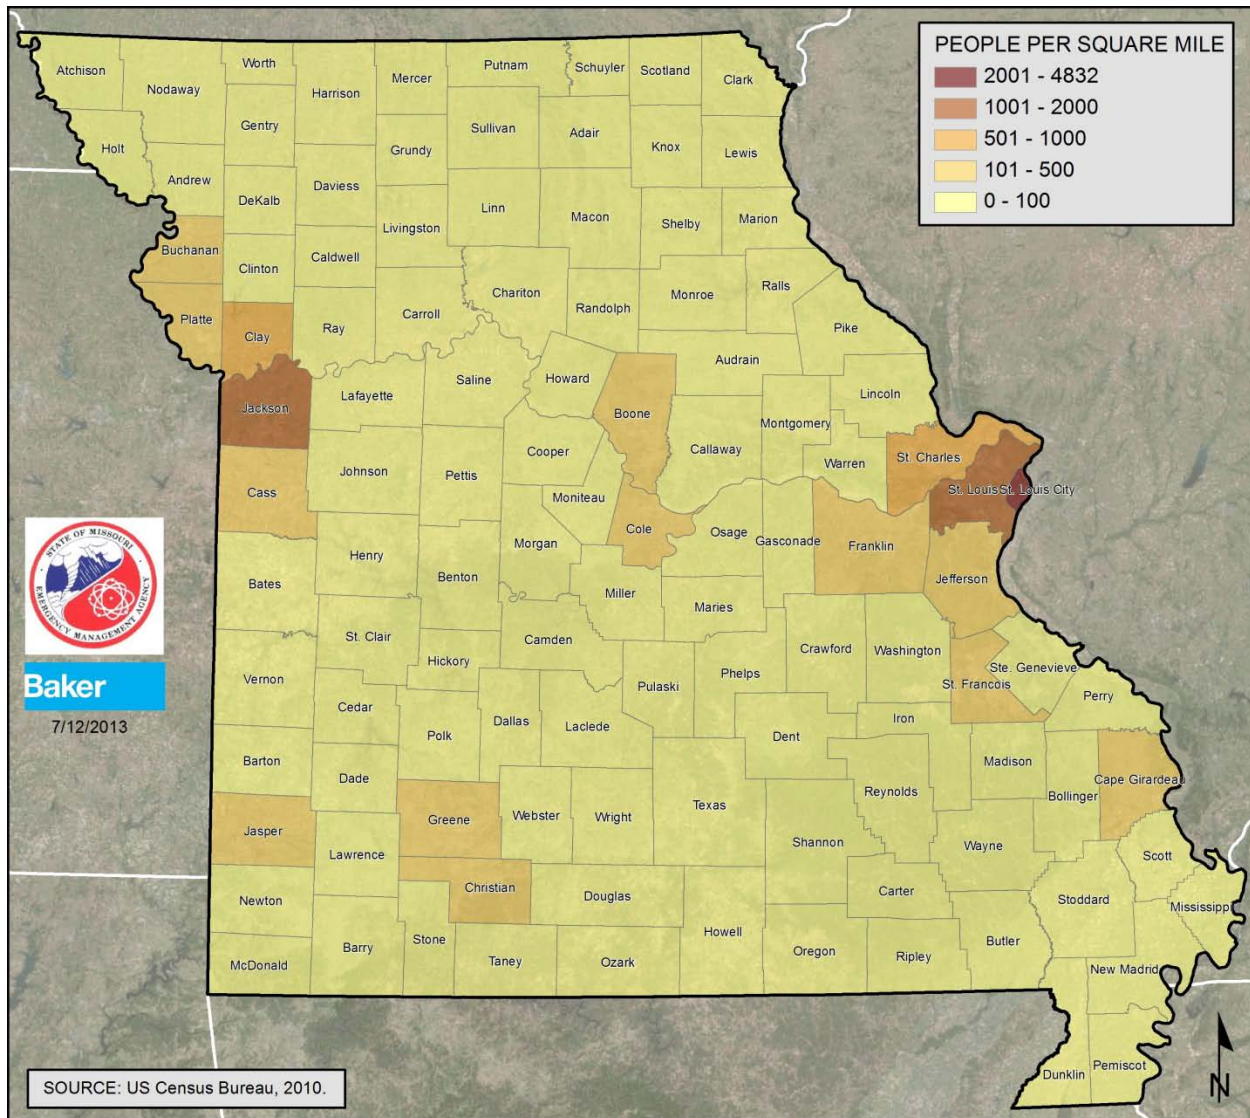 PEOPLE PER SQUARE MILE
2001 - 4832
1001 - 2000
501 - 1000
101 - 500
0 - 100
Atchison
Nodaway
Worth
Harrison
Mercer
Putnam
Schuyler
Scotland
Clark
Gentry
Sullivan
Adair
Knox
Lewis
Holt
Andrew
DeKalb
Daviess
Grundy
Linn
Macon
Shelby
Marion
Livingston
Buchanan
Clinton
Caldwell
Chariton
Randolph
Monroe
Ralls
Platte
Clay
Ray
Carroll
Pike
Audrain
Jackson
Lafayette
Saline
Howard
Boone
Lincoln
Montgomery
Callaway
Warren
St. Charles
Cooper
Johnson
Pettis
Cass
Moniteau
Cole
St. Louis
St. Louis City
Osage
Gasconade
Franklin
Morgan
Henry
Benton
Bates
Jefferson
Miller
Maries
STATE OF MISSOURI
EMERGENCY MANAGEMENT AGENCY
St. Clair
Camden
Hickory
Crawford
Washington
Ste. Genevieve
Vernon
Pulaski
Phelps
St. Francois
Perry
Baker
7/12/2013
Cedar
Polk
Dallas
Laclede
Iron
Dent
Barton
Dade
Madison
Cape Girardeau
Bollinger
Reynolds
Texas
Jasper
Greene
Webster
Wright
Shannon
Wayne
Lawrence
Scott
Christian
Douglas
Carter
Stoddard
Mississippi
Newton
Howell
Barry
Stone
Taney
Ozark
Oregon
Ripley
Butler
McDonald
New Madrid
Pemiscot
Dunklin
SOURCE: US Census Bureau, 2010.
N